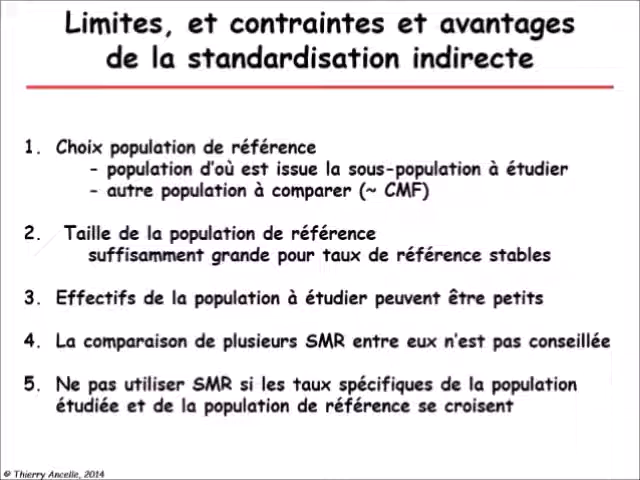 Limites, et contraintes et avantages
de la standardisation indirecte
1. Choix population de référence
- population d'où est issue la sous-population à étudier
- autre population à comparer (~ CMF)
2. Taille de la population de référence
suffisamment grande pour taux de référence stables
3. Effectifs de la population à étudier peuvent être petits
4. La comparaison de plusieurs SMR entre eux n'est pas conseillée
5. Ne pas utiliser SMR si les taux spécifiques de la population
étudiée et de la population de référence se croisent
© Thierry Ancelle, 2014